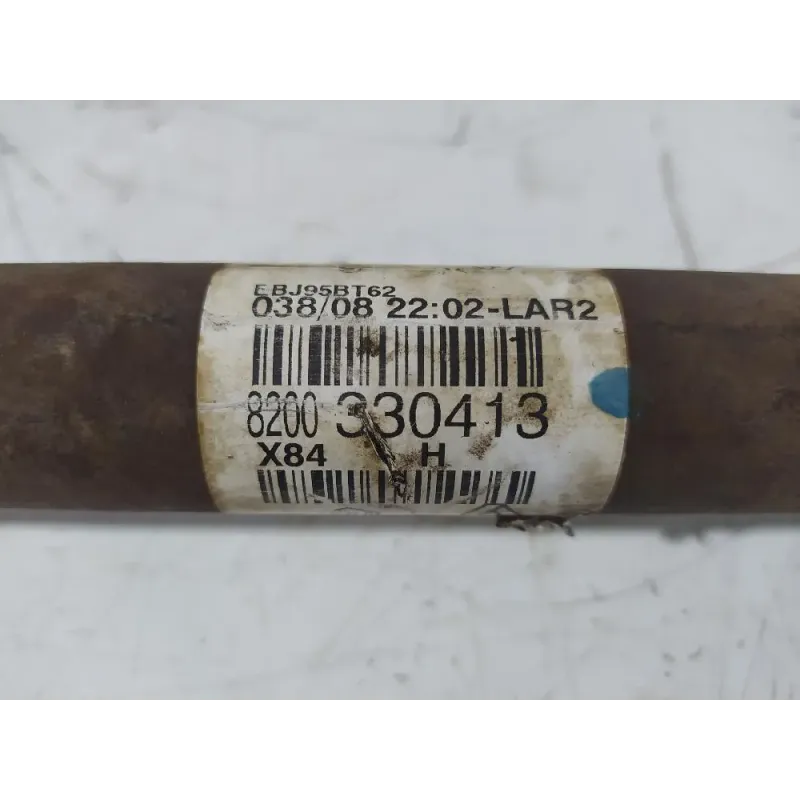 EBJ95BT62
038/08 22:02-LAR2
8200 330413
X84 H